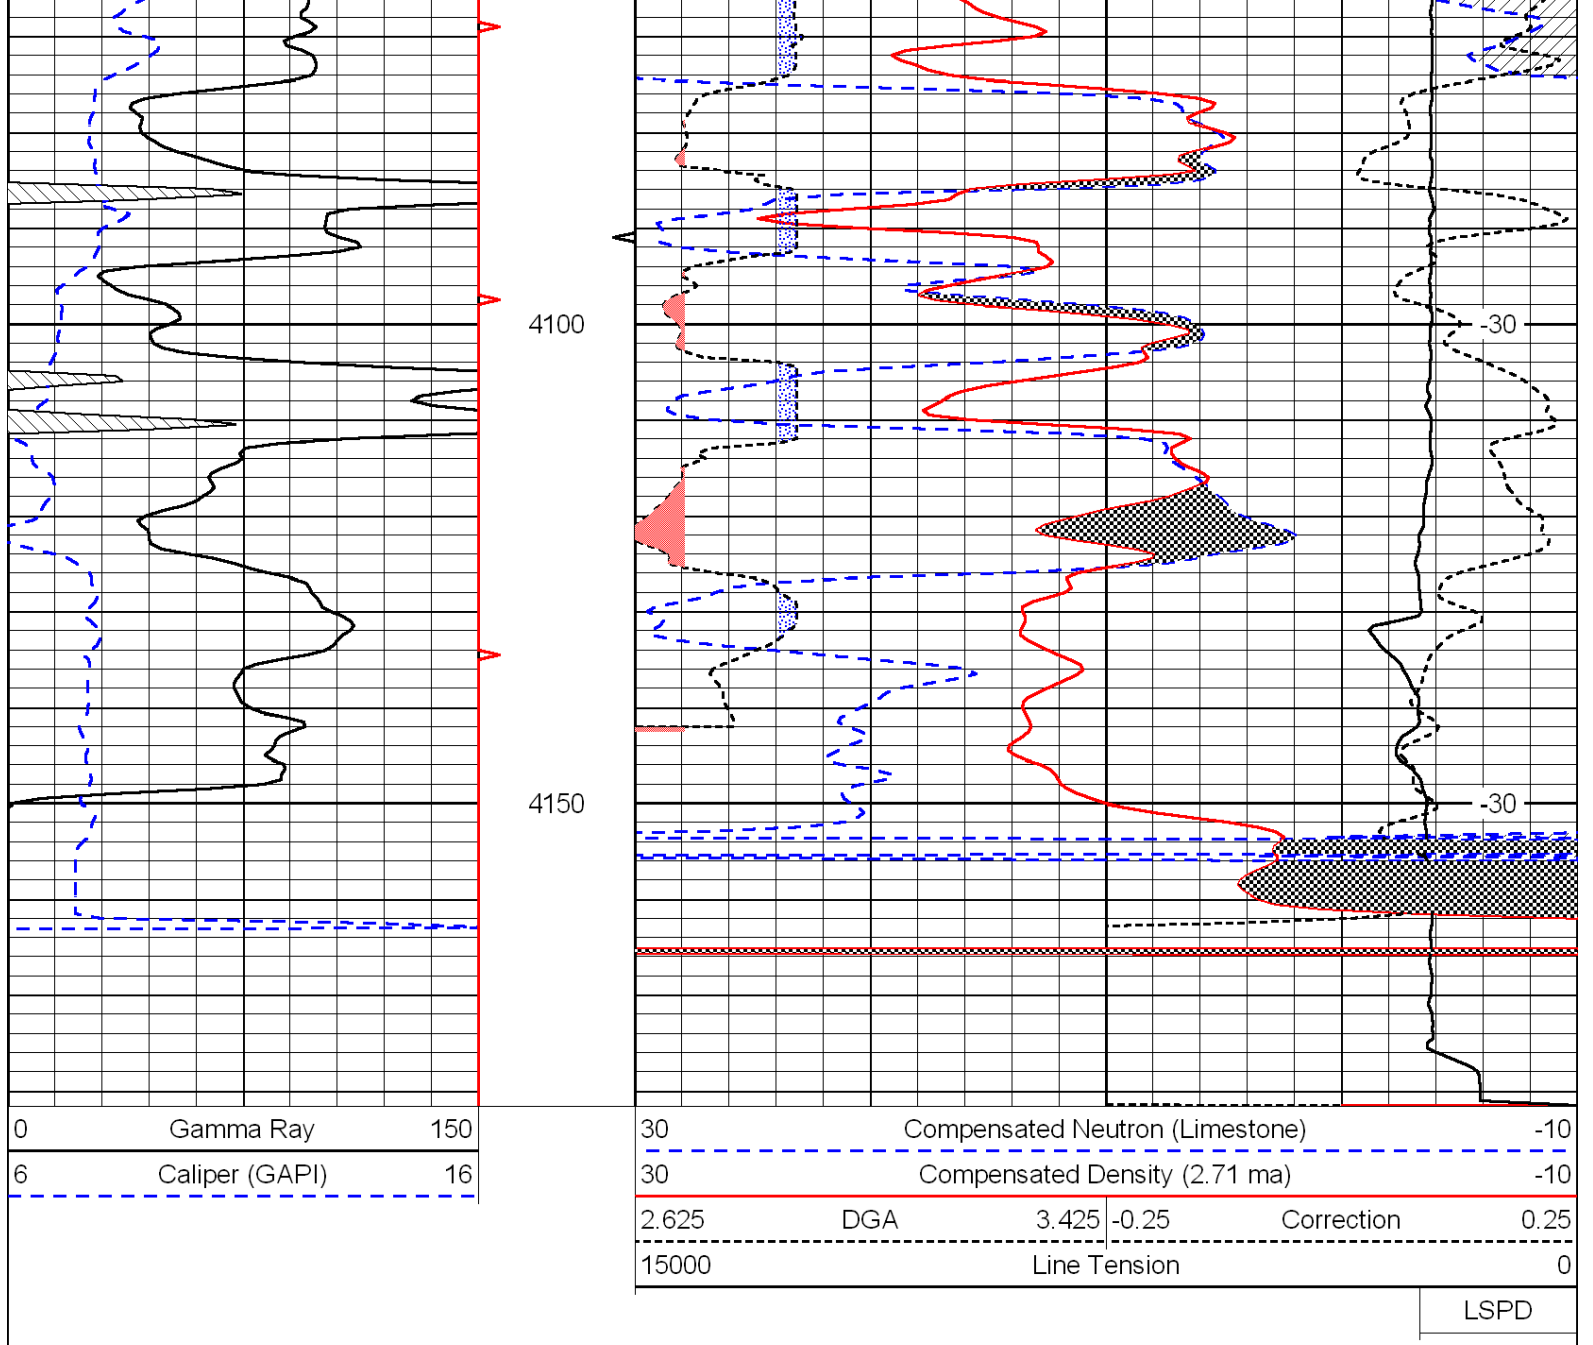 4100
-30
4150
-30
0 Gamma Ray 150
6 Caliper (GAPI) 16
30 Compensated Neutron (Limestone) -10
30 Compensated Density (2.71 ma) -10
2.625 DGA 3.425 -0.25 Correction 0.25
15000 Line Tension 0
LSPD